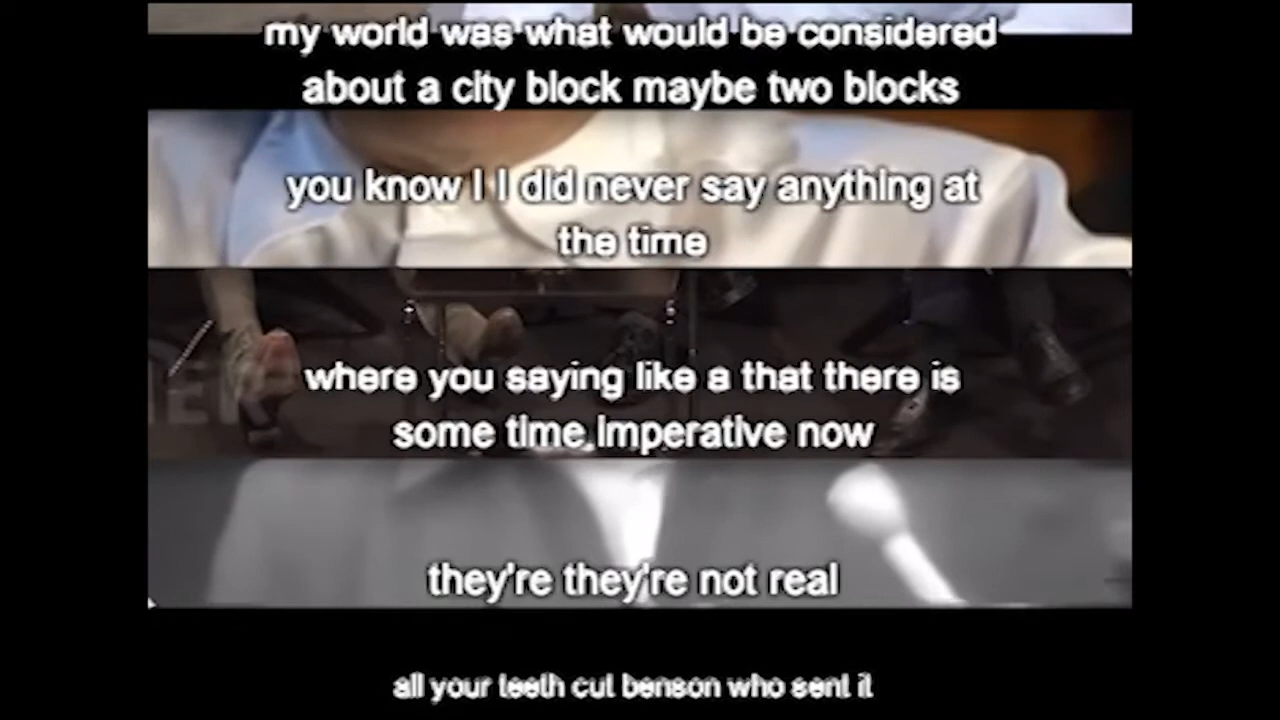 my world was what would be considered
about a city block maybe two blocks
you know I I did never say anything at
the time
where you saying like a that there is
some time imperative now
they're they're not real
all your teeth cut benson who sent it